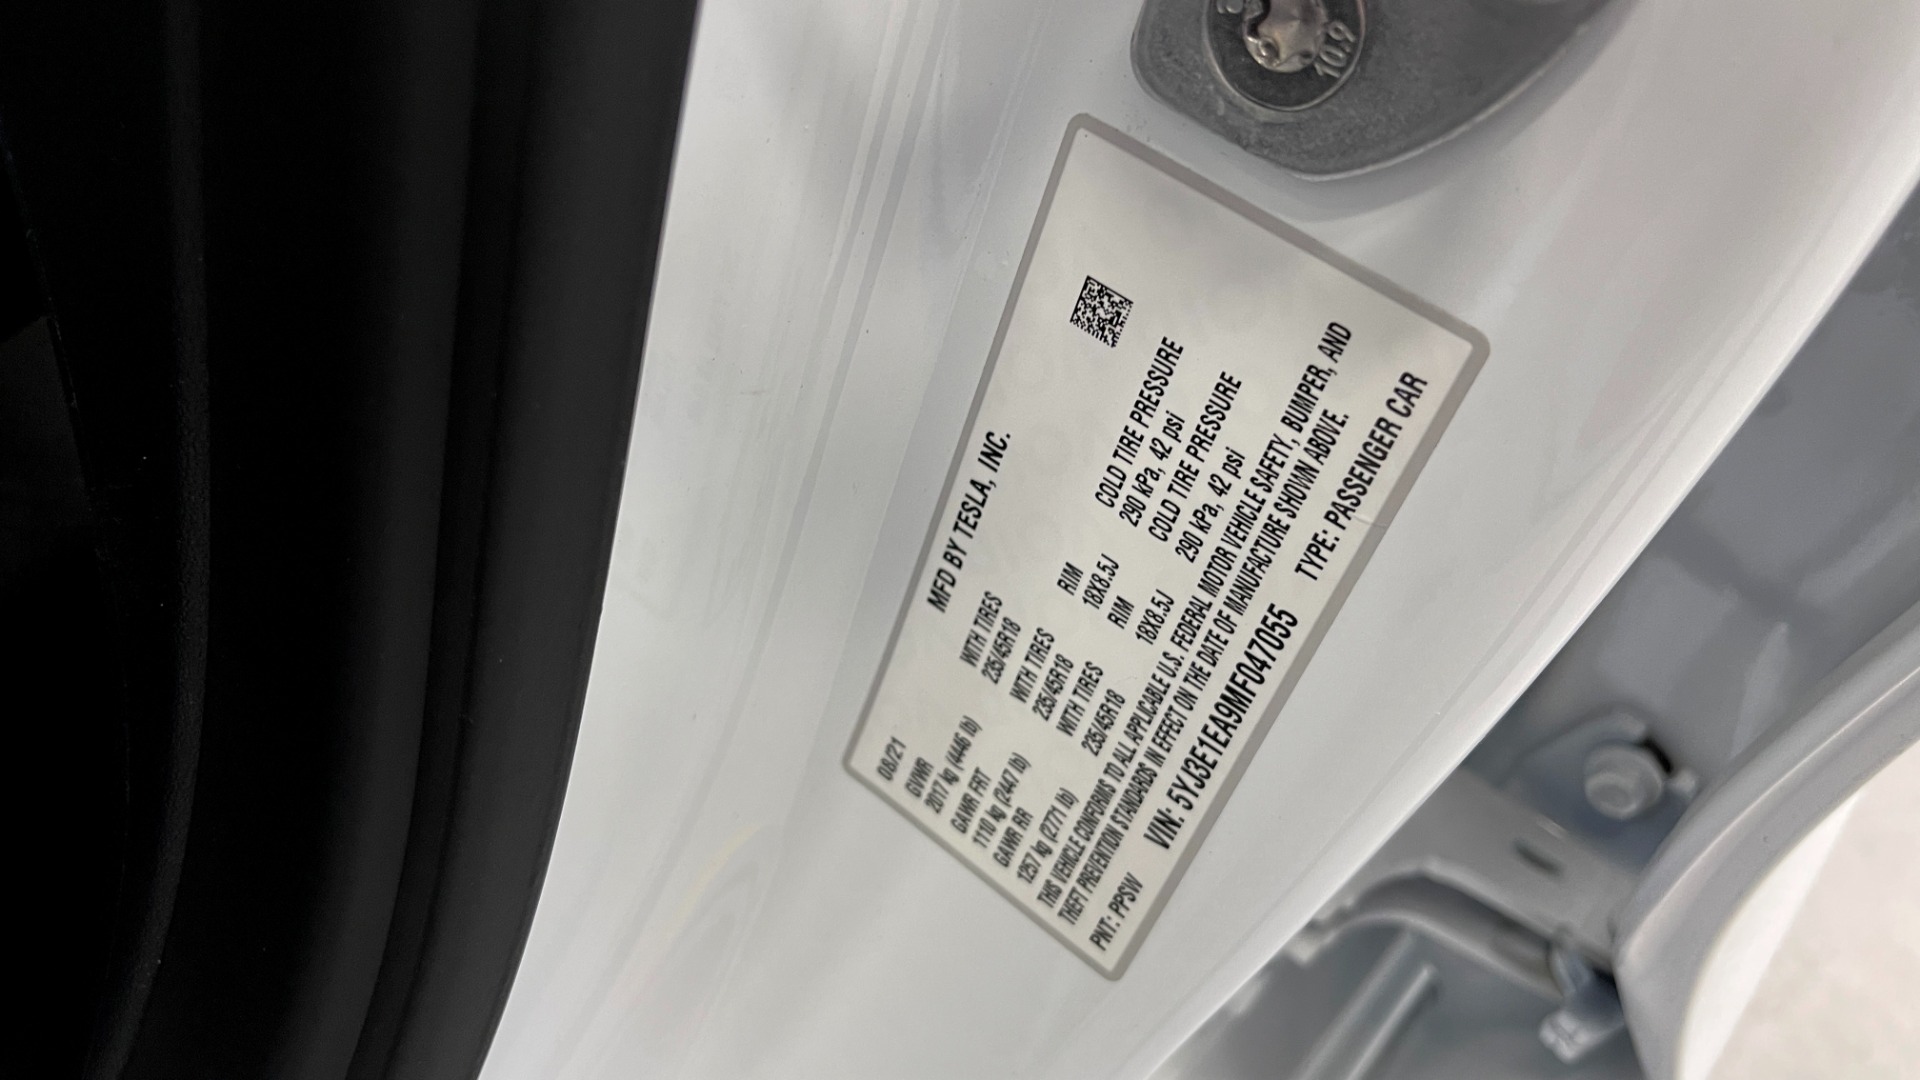 10.9
MFD BY TESLA, INC.
08/21
GVWR WITH TIRES RIM COLD TIRE PRESSURE
2017 kg (4446 lb) 235/45R18 18X8.5J 290 kPa, 42 psi
GAWR FRT WITH TIRES RIM COLD TIRE PRESSURE
1110 kg (2447 lb) 235/45R18 18X8.5J 290 kPa, 42 psi
GAWR RR WITH TIRES
1257 kg (2771 lb) 235/45R18
THIS VEHICLE CONFORMS TO ALL APPLICABLE U.S. FEDERAL MOTOR VEHICLE SAFETY, BUMPER, AND
THEFT PREVENTION STANDARDS IN EFFECT ON THE DATE OF MANUFACTURE SHOWN ABOVE.
PNT: PPSW VIN: 5YJ3E1EA9MF047055 TYPE: PASSENGER CAR